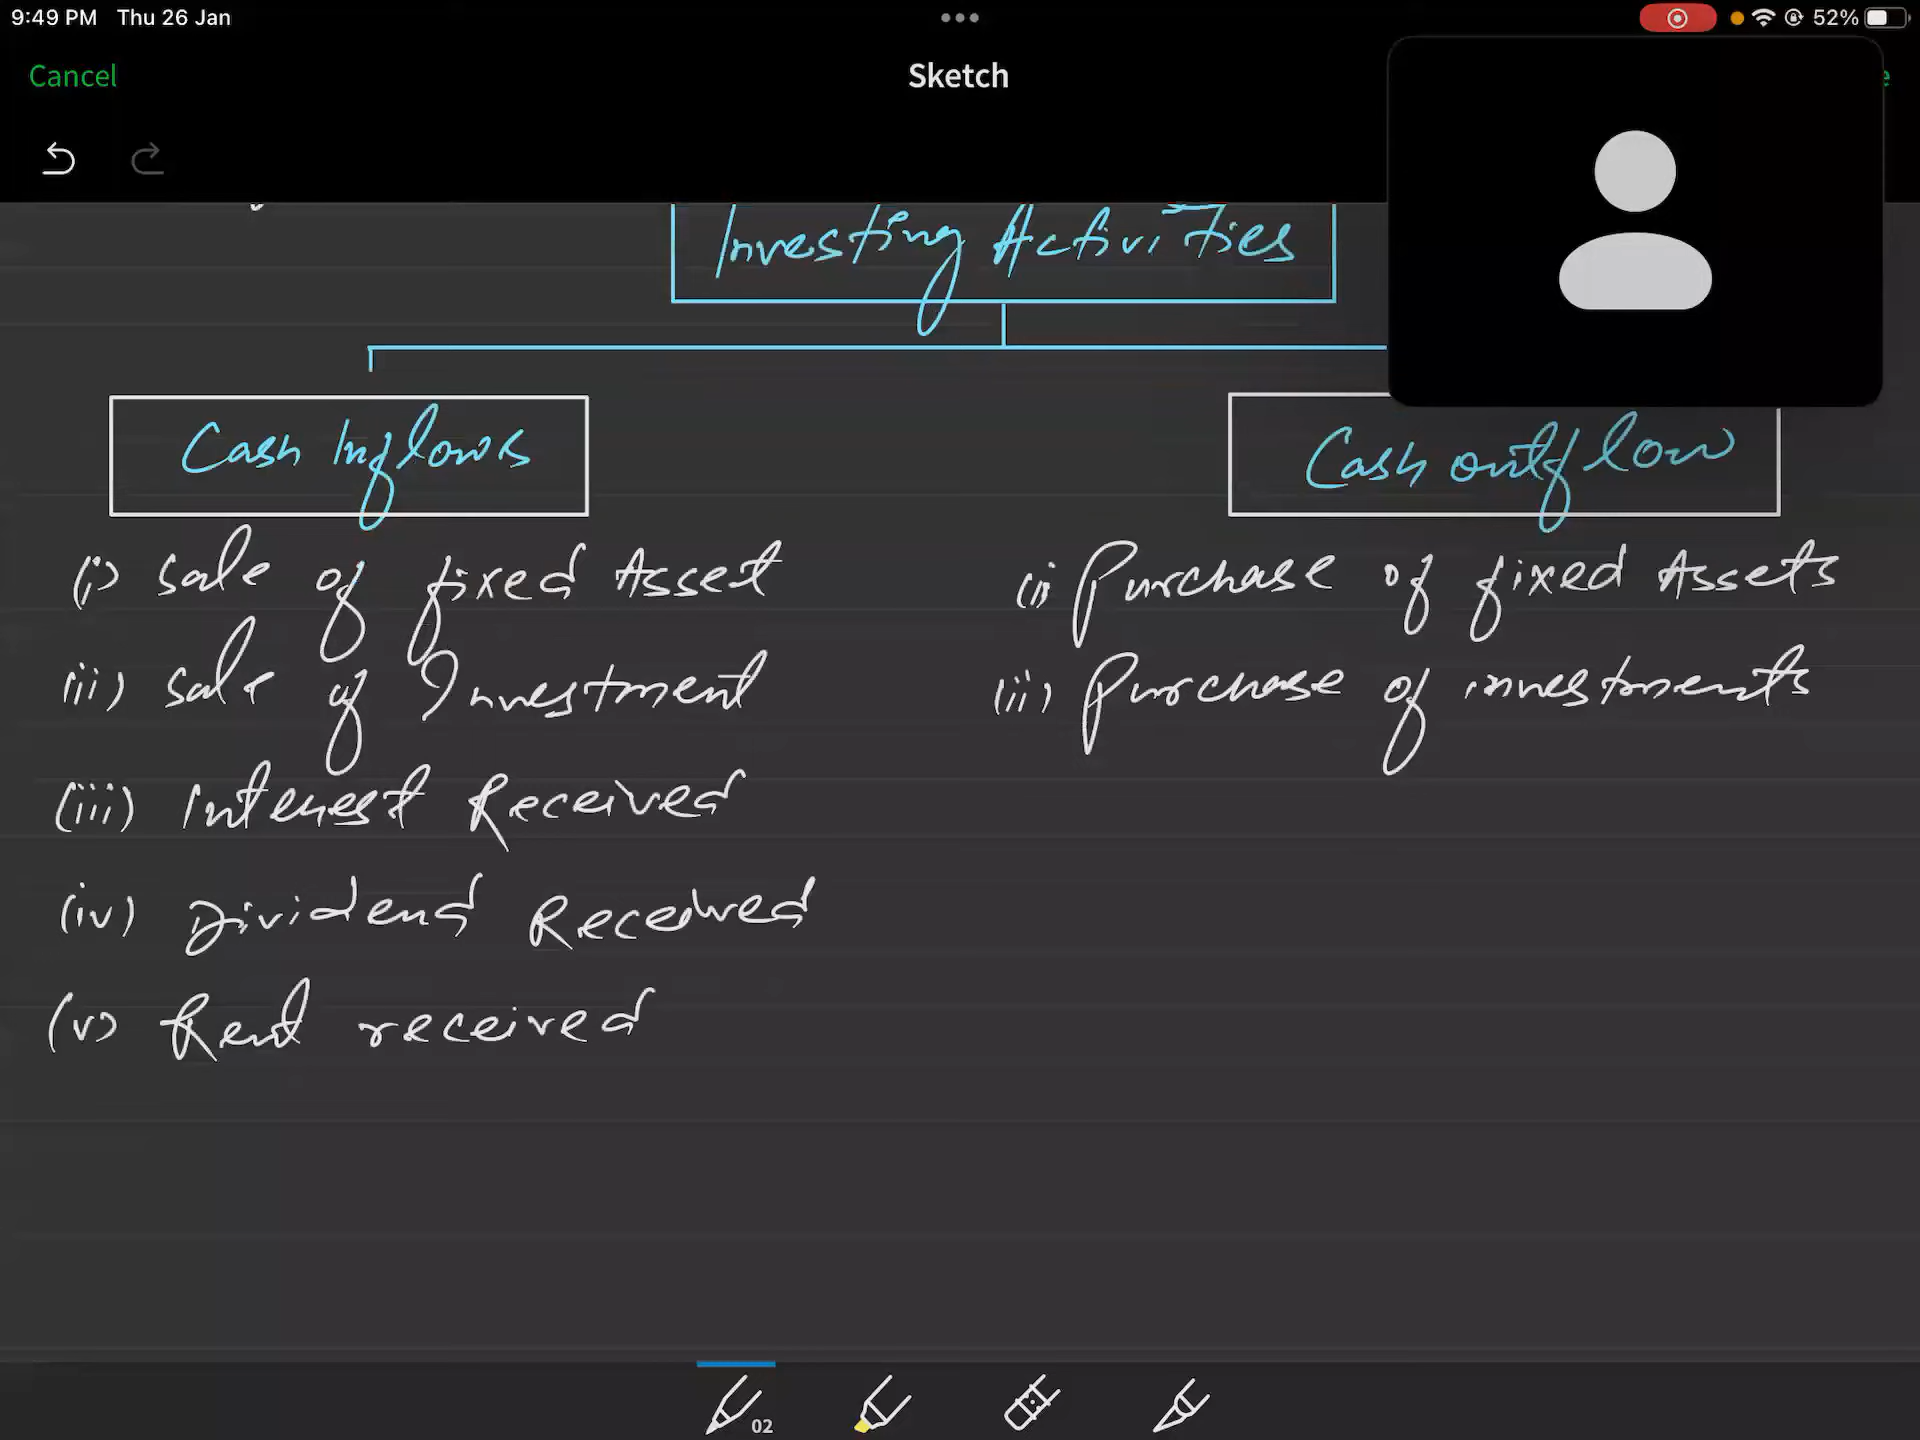 9:49 PM Thu 26 Jan
52%
Cancel
Sketch
e
Investing Activities
Cash Inflows
Cash outflow
(i) Sale of fixed Asset
(i) Purchase of fixed Assets
(ii) Sale of Investment
(ii) Purchase of investments
(iii) Interest Received
(iv) Dividend Received
(v) Rent received
02